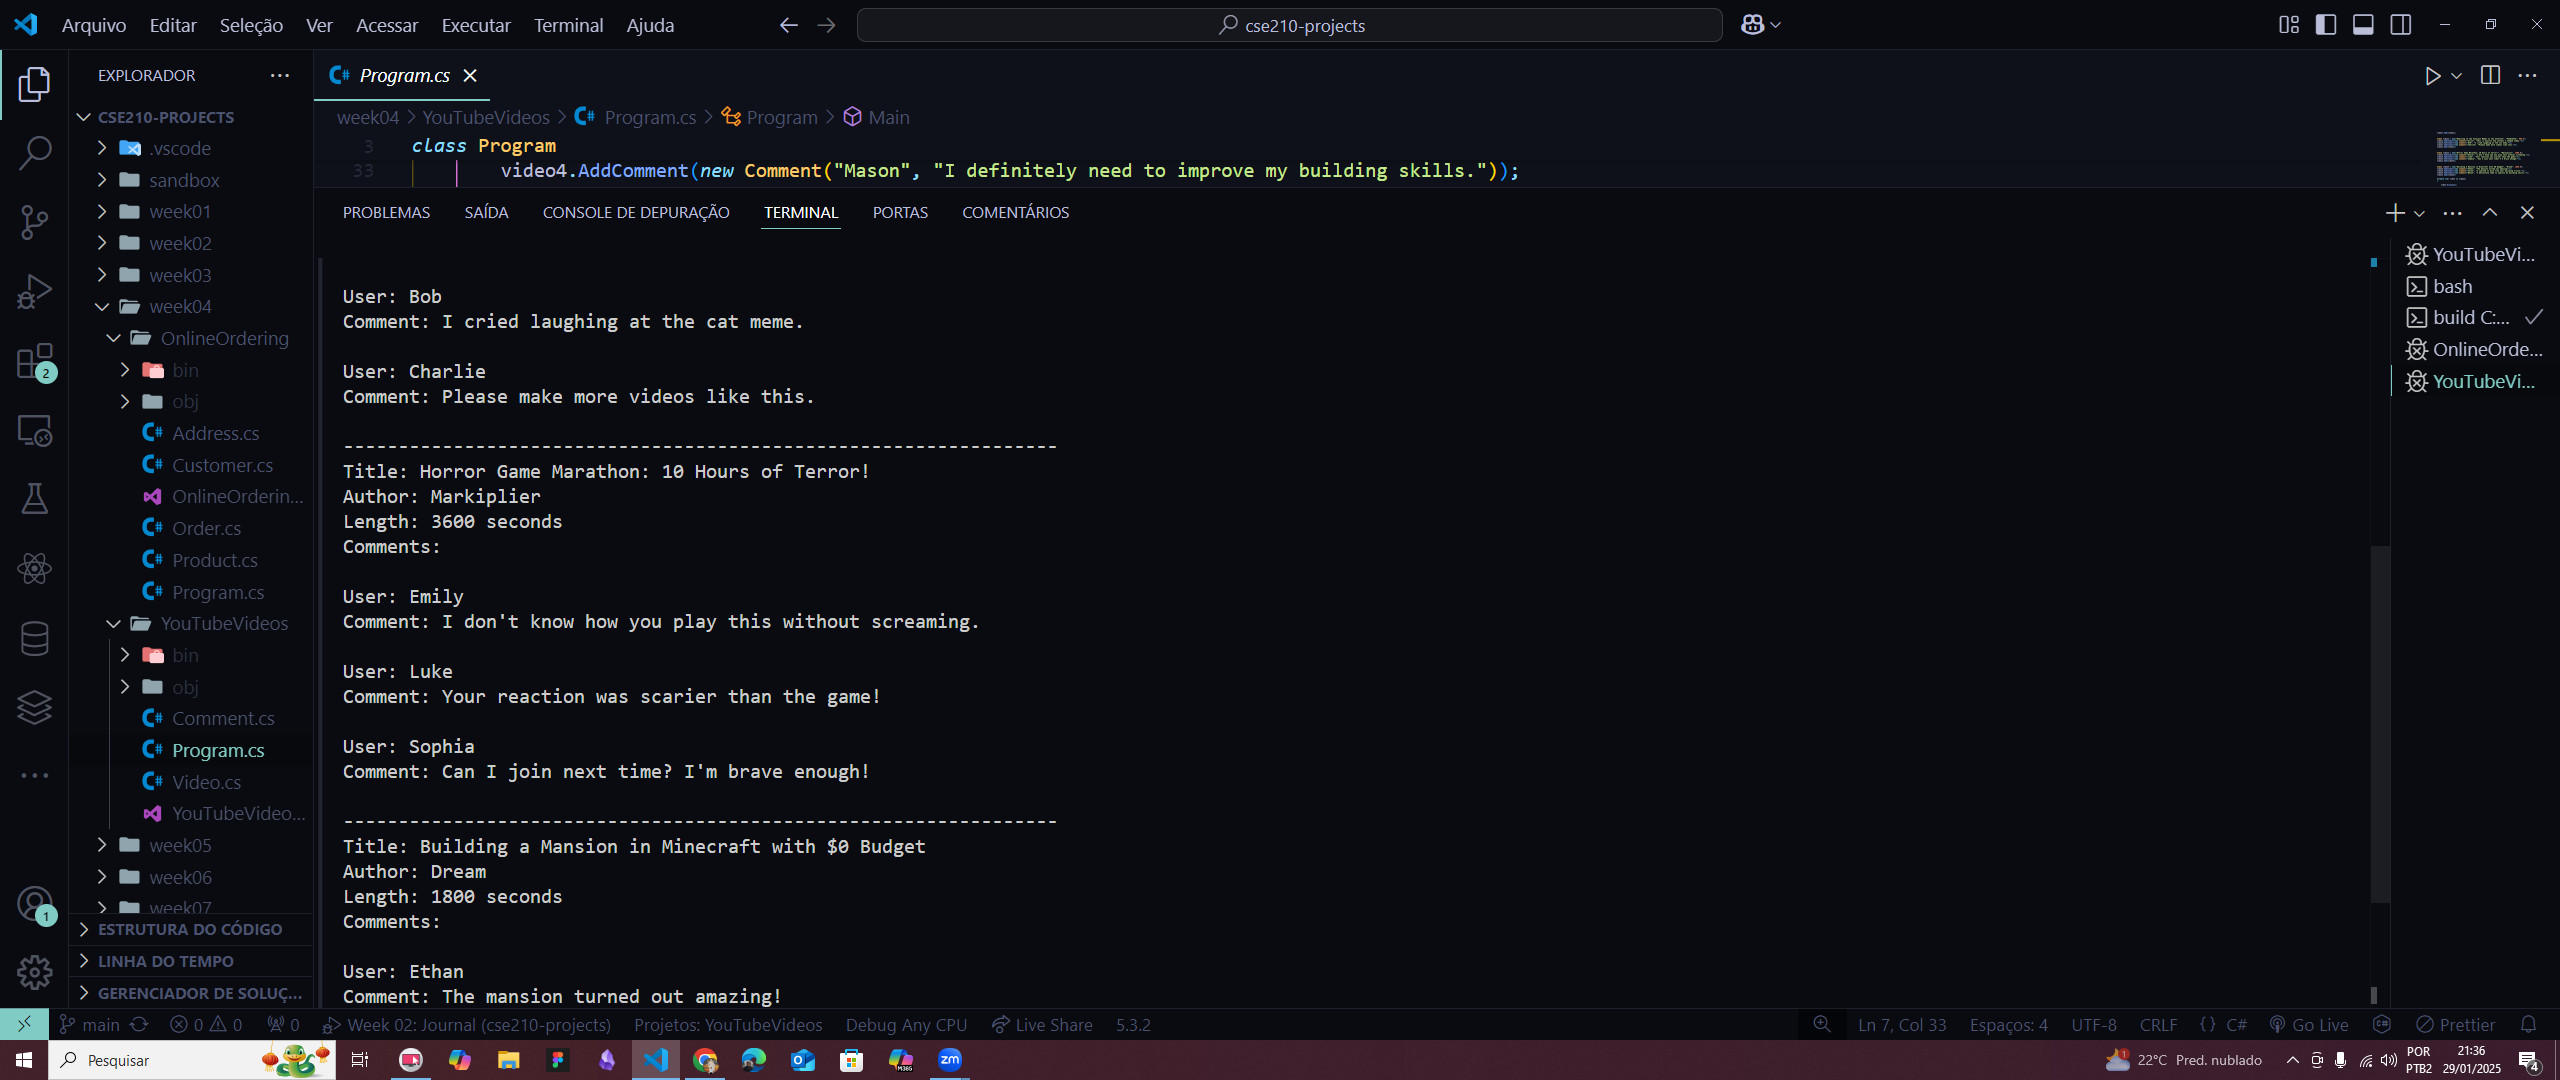 Arquivo Editar Seleção Ver Acessar Executar Terminal Ajuda
cse210-projects
EXPLORADOR
Program.cs
CSE210-PROJECTS
.vscode
sandbox
week01
week02
week03
week04
OnlineOrdering
bin
obj
Address.cs
Customer.cs
OnlineOrderin...
Order.cs
Product.cs
Program.cs
YouTubeVideos
bin
obj
Comment.cs
Program.cs
Video.cs
YouTubeVideo...
week05
week06
week07
ESTRUTURA DO CÓDIGO
LINHA DO TEMPO
GERENCIADOR DE SOLUÇ...
2
1
week04 > YouTubeVideos > Program.cs > Program > Main
3 class Program
33 video4.AddComment(new Comment("Mason", "I definitely need to improve my building skills."));
PROBLEMAS SAÍDA CONSOLE DE DEPURAÇÃO TERMINAL PORTAS COMENTÁRIOS
User: Bob
Comment: I cried laughing at the cat meme.
User: Charlie
Comment: Please make more videos like this.
-----------------------------------------------------------------
Title: Horror Game Marathon: 10 Hours of Terror!
Author: Markiplier
Length: 3600 seconds
Comments:
User: Emily
Comment: I don't know how you play this without screaming.
User: Luke
Comment: Your reaction was scarier than the game!
User: Sophia
Comment: Can I join next time? I'm brave enough!
-----------------------------------------------------------------
Title: Building a Mansion in Minecraft with $0 Budget
Author: Dream
Length: 1800 seconds
Comments:
User: Ethan
Comment: The mansion turned out amazing!
YouTubeVi...
bash
build C:...
OnlineOrde...
YouTubeVi...
main 0 0 0 Week 02: Journal (cse210-projects) Projetos: YouTubeVideos Debug Any CPU Live Share 5.3.2 Ln 7, Col 33 Espaços: 4 UTF-8 CRLF {} C# Go Live Prettier
Pesquisar
zm
M365
1
22°C Pred. nublado
POR
PTB2
21:36
29/01/2025
4